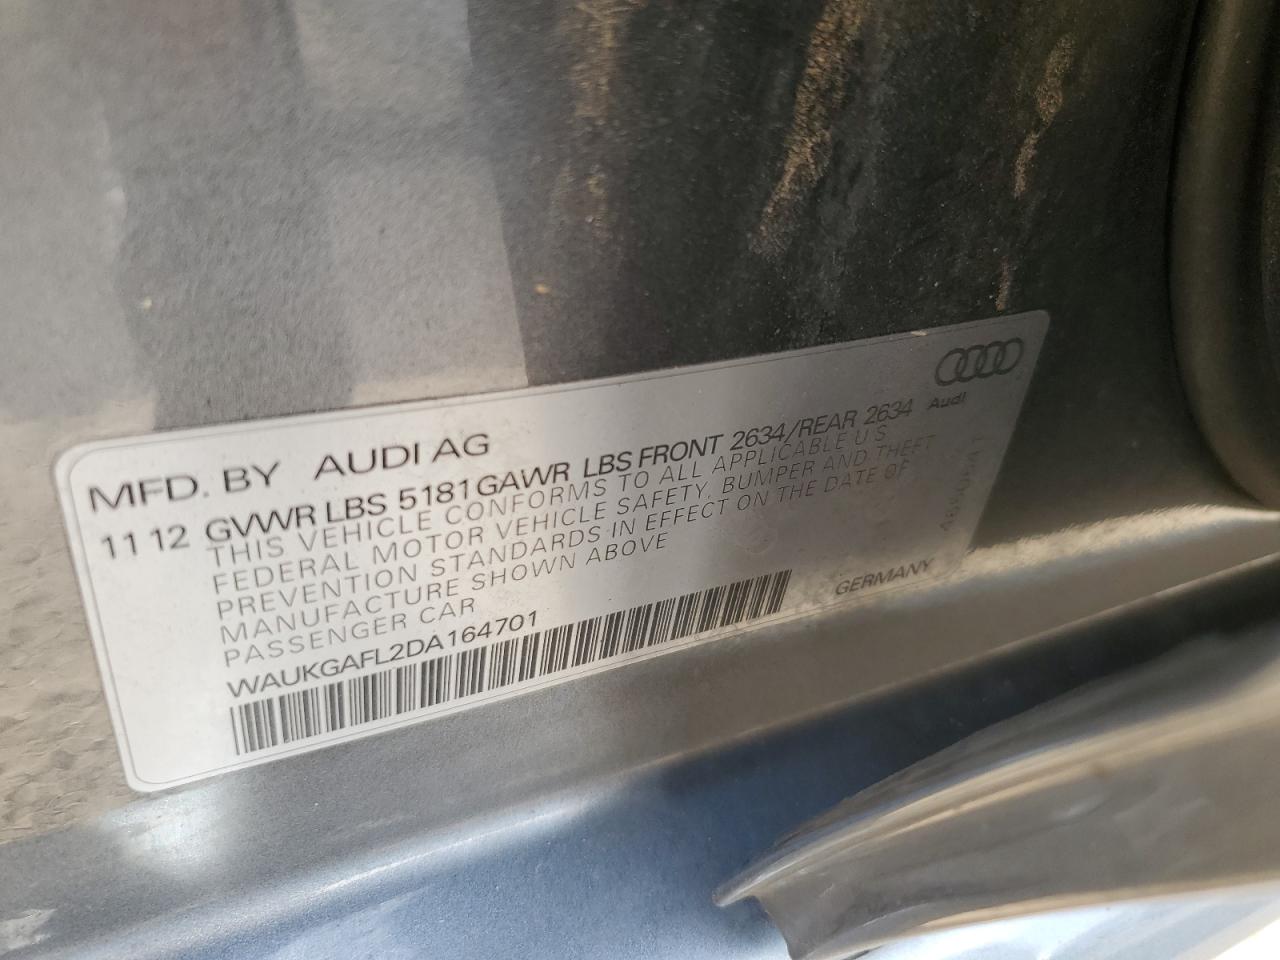 MFD. BY AUDI AG
11 12 GVWR LBS 5181 GAWR LBS FRONT 2634/REAR 2634
THIS VEHICLE CONFORMS TO ALL APPLICABLE U S
FEDERAL MOTOR VEHICLE SAFETY, BUMPER AND THEFT
PREVENTION STANDARDS IN EFFECT ON THE DATE OF
MANUFACTURE SHOWN ABOVE
PASSENGER CAR
WAUKGAFL2DA164701
Audi
GERMANY